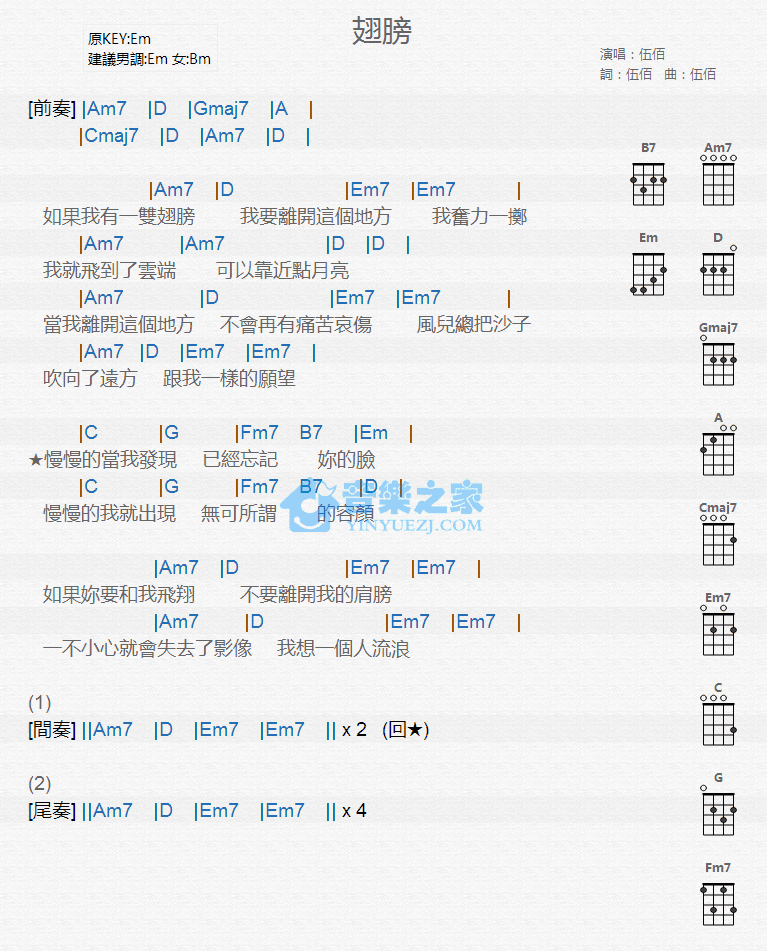 翅膀
原KEY:Em
建議男調:Em 女:Bm
演唱：伍佰
詞：伍佰　曲：伍佰
[前奏] |Am7 |D |Gmaj7 |A |
|Cmaj7 |D |Am7 |D |
|Am7 |D |Em7 |Em7 |
如果我有一雙翅膀 我要離開這個地方 我奮力一擲
|Am7 |Am7 |D |D |
我就飛到了雲端 可以靠近點月亮
|Am7 |D |Em7 |Em7 |
當我離開這個地方 不會再有痛苦哀傷 風兒總把沙子
|Am7 |D |Em7 |Em7 |
吹向了遠方 跟我一樣的願望
|C |G |Fm7 B7 |Em |
★慢慢的當我發現 已經忘記 妳的臉
|C |G |Fm7 B7 |D |
慢慢的我就出現 無可所謂 的容顏
|Am7 |D |Em7 |Em7 |
如果妳要和我飛翔 不要離開我的肩膀
|Am7 |D |Em7 |Em7 |
一不小心就會失去了影像 我想一個人流浪
(1)
[間奏] ||Am7 |D |Em7 |Em7 || x 2 (回★)
(2)
[尾奏] ||Am7 |D |Em7 |Em7 || x 4
B7 Am7
Em D
Gmaj7
A
Cmaj7
Em7
C
G
Fm7
音樂之家
YINYUEZJ.COM